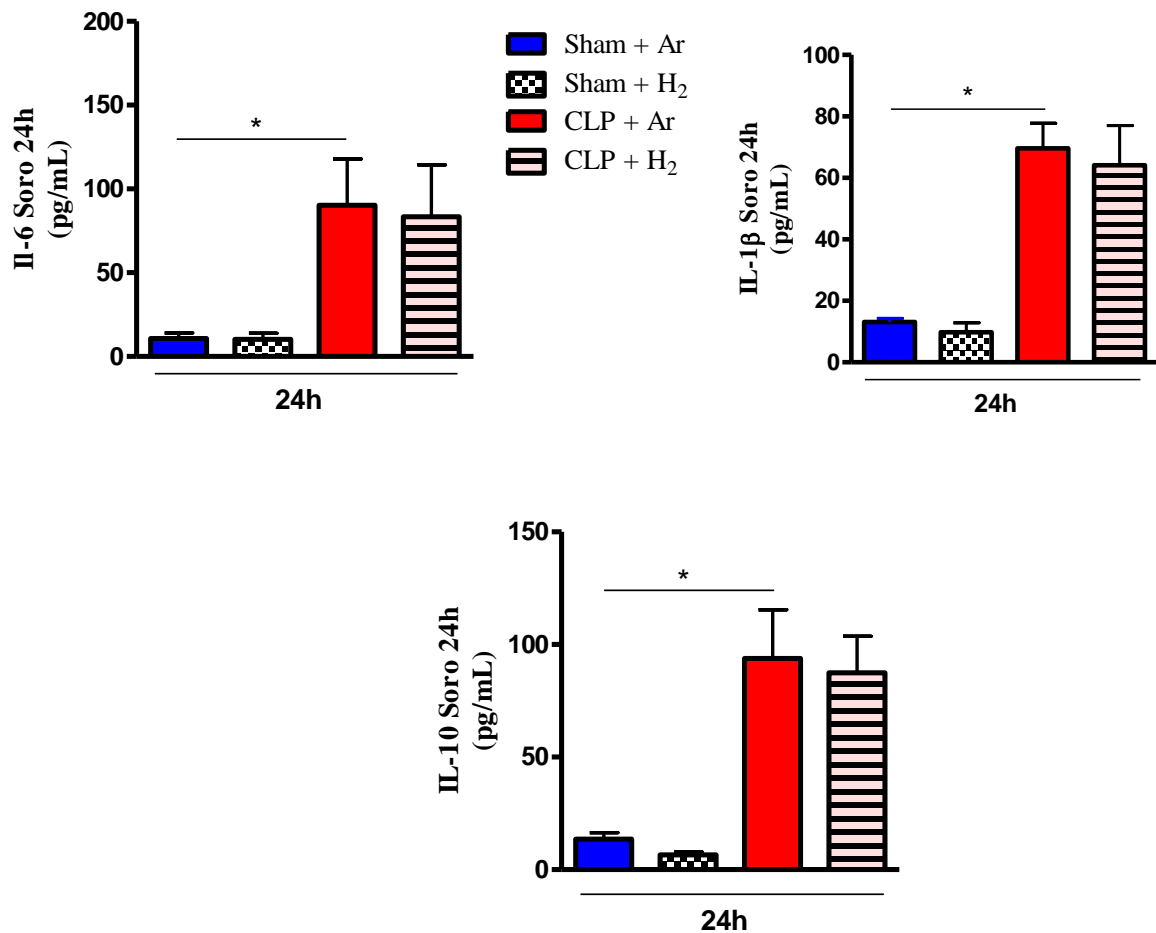 Il-6 Soro 24h
(pg/mL)
200
150
100
50
0
*
24h
Sham + Ar
Sham + H₂
CLP + Ar
CLP + H₂
IL-1β Soro 24h
(pg/mL)
100
80
60
40
20
0
*
24h
IL-10 Soro 24h
(pg/mL)
150
100
50
0
*
24h